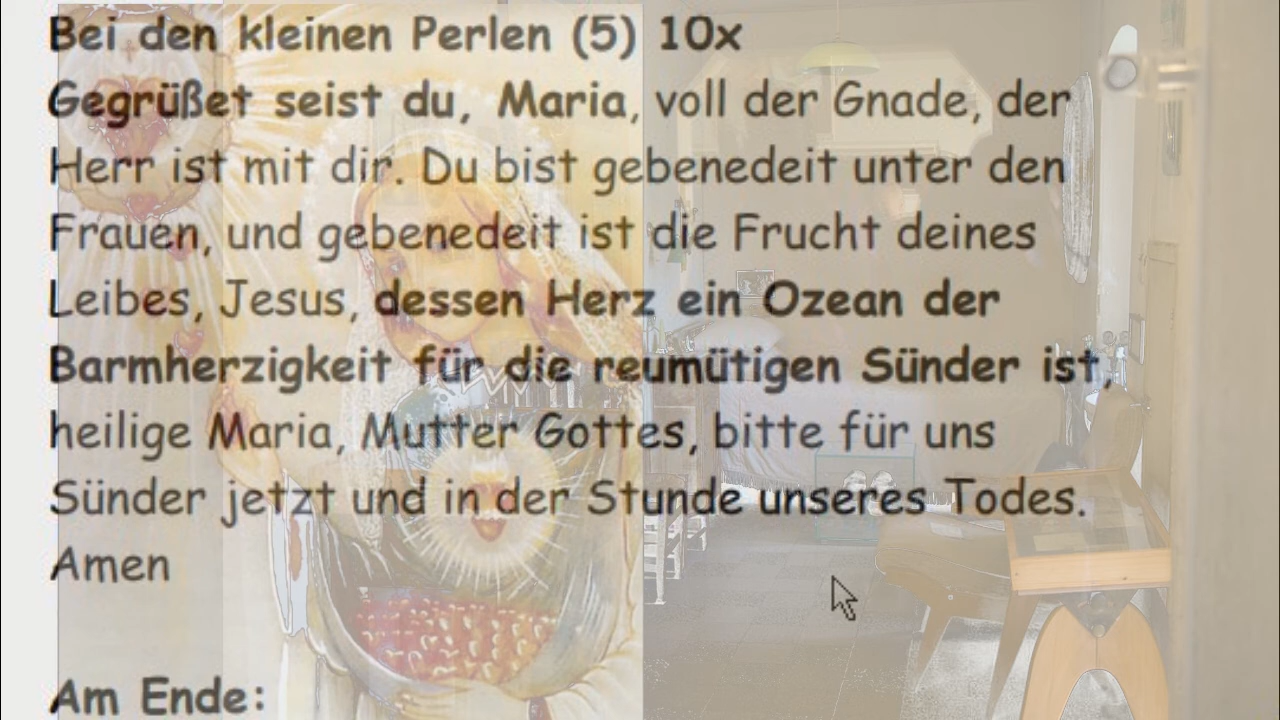 Bei den kleinen Perlen (5) 10x
Gegrüßet seist du, Maria, voll der Gnade, der
Herr ist mit dir. Du bist gebenedeit unter den
Frauen, und gebenedeit ist die Frucht deines
Leibes, Jesus, dessen Herz ein Ozean der
Barmherzigkeit für die reumütigen Sünder ist,
heilige Maria, Mutter Gottes, bitte für uns
Sünder jetzt und in der Stunde unseres Todes.
Amen
Am Ende: